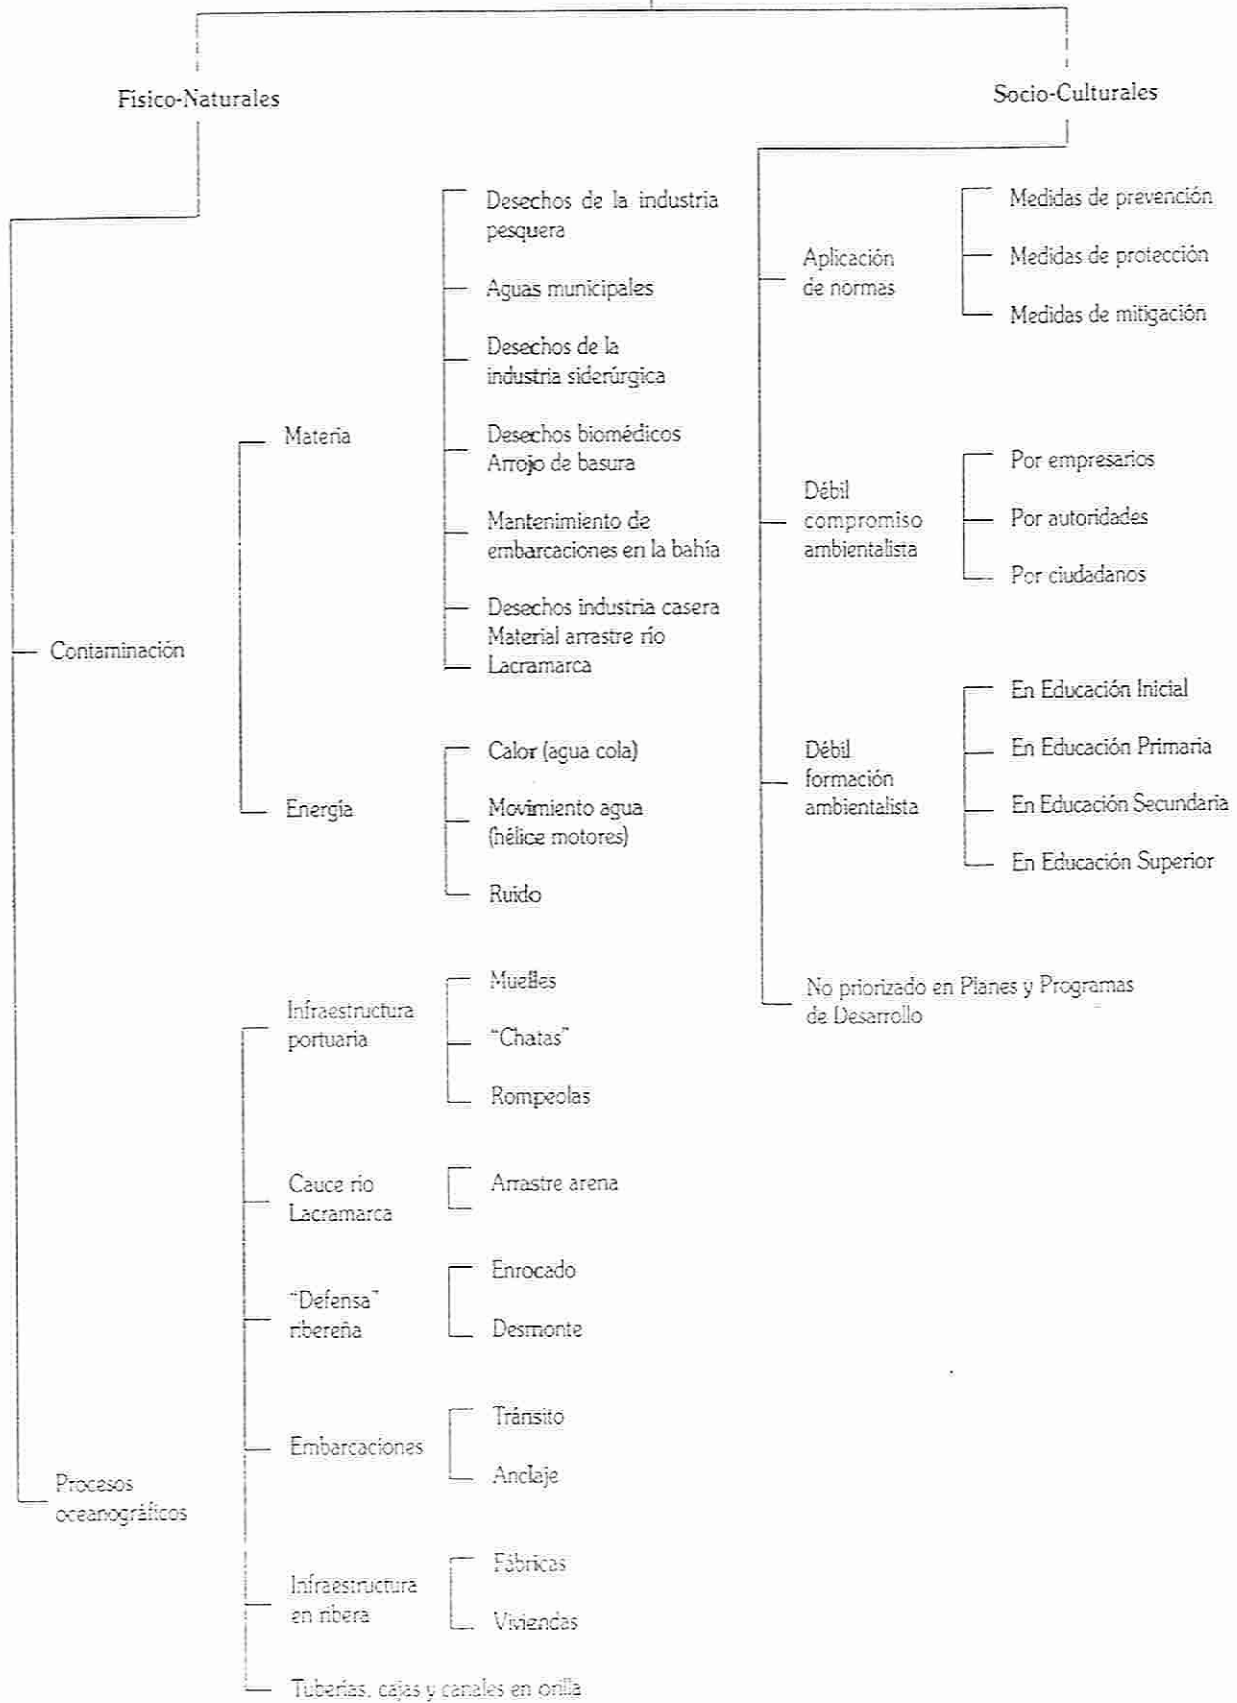 Físico-Naturales
Socio-Culturales
Contaminación
Materia
Desechos de la industria
pesquera
Aguas municipales
Desechos de la
industria siderúrgica
Desechos biomédicos
Arrojo de basura
Mantenimiento de
embarcaciones en la bahía
Desechos industria casera
Material arrastre río
Lacramarca
Energía
Calor (agua cola)
Movimiento agua
(hélice motores)
Ruido
Procesos
oceanográficos
Infraestructura
portuaria
Muelles
"Chatas"
Rompeolas
Cauce río
Lacramarca
Arrastre arena
"Defensa"
ribereña
Enrocado
Desmonte
Embarcaciones
Tránsito
Anclaje
Infraestructura
en ribera
Fábricas
Viviendas
Tuberías, cajas y canales en orilla
Aplicación
de normas
Medidas de prevención
Medidas de protección
Medidas de mitigación
Débil
compromiso
ambientalista
Por empresarios
Por autoridades
Por ciudadanos
Débil
formación
ambientalista
En Educación Inicial
En Educación Primaria
En Educación Secundaria
En Educación Superior
No priorizado en Planes y Programas
de Desarrollo